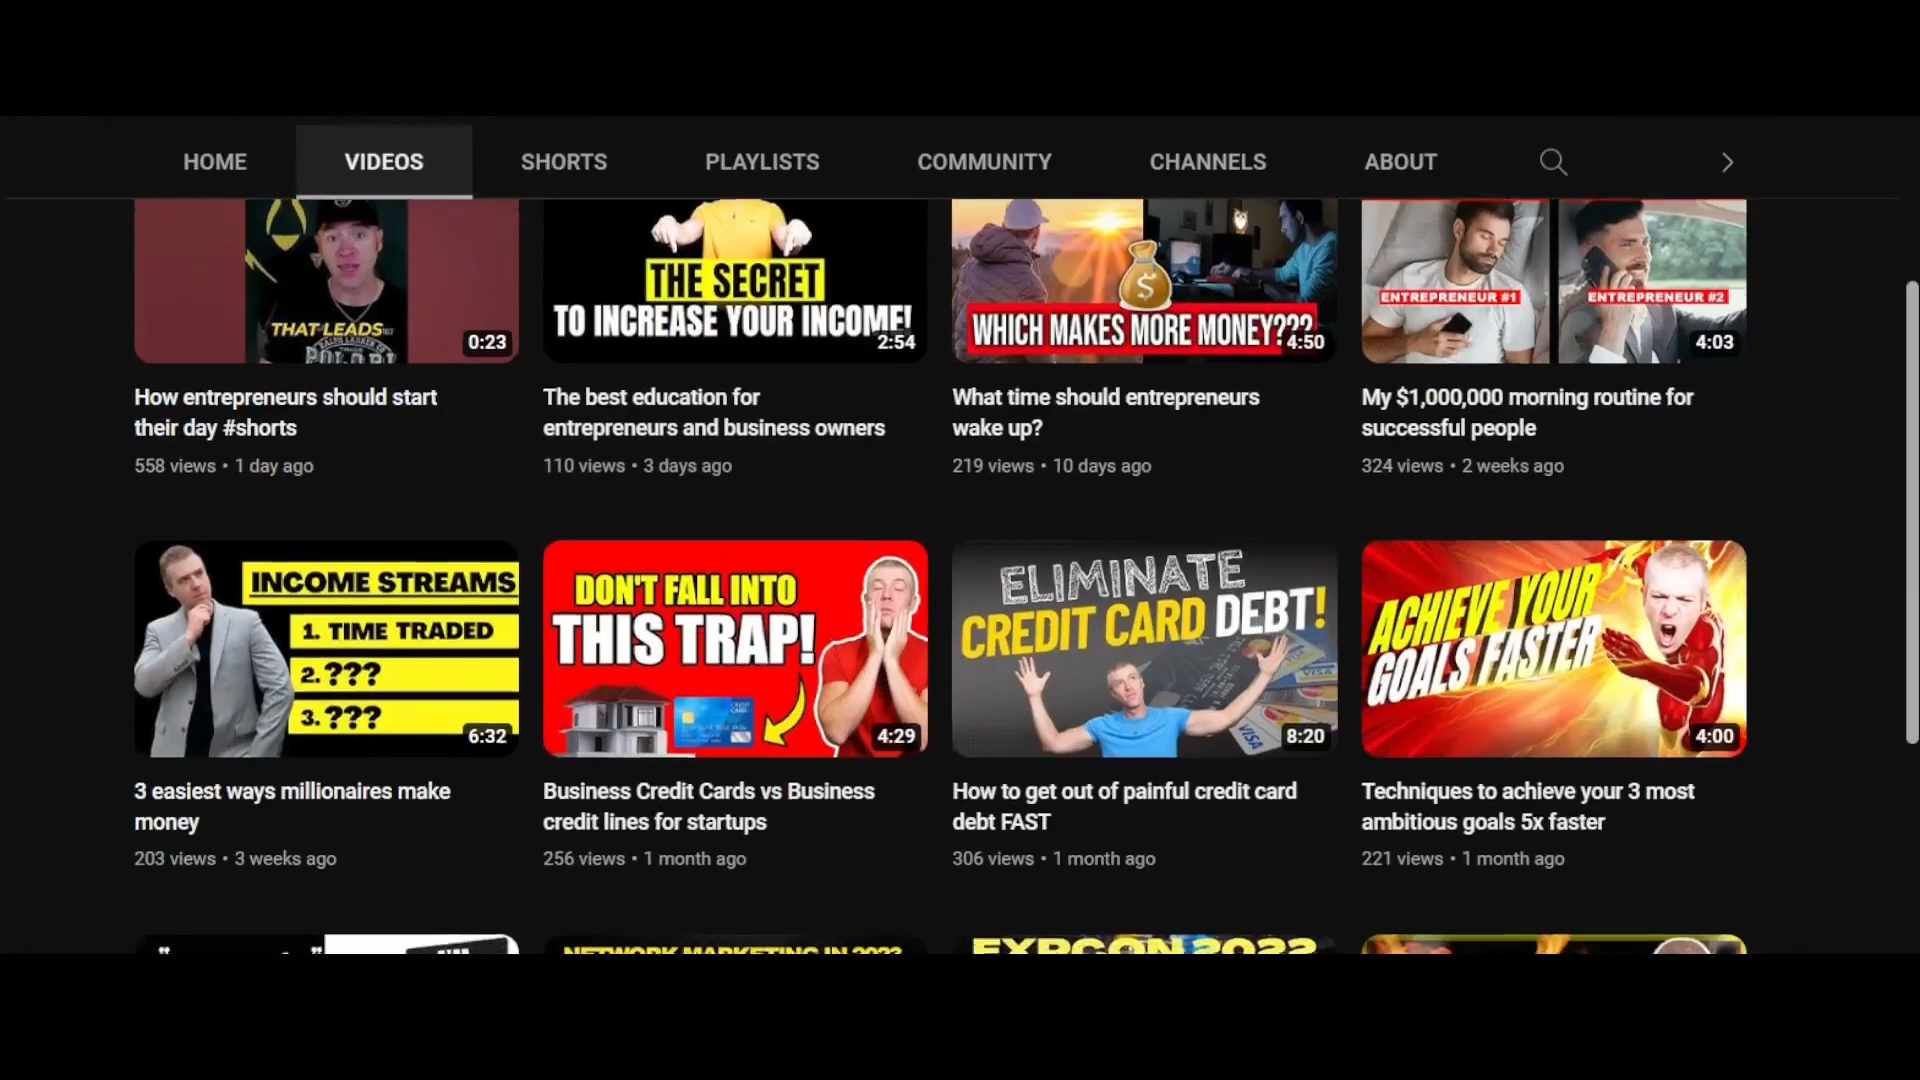 HOME
VIDEOS
SHORTS
PLAYLISTS
COMMUNITY
CHANNELS
ABOUT
THAT LEADS
0:23
THE SECRET
TO INCREASE YOUR INCOME!
2:54
WHICH MAKES MORE MONEY???
4:50
ENTREPRENEUR #1
ENTREPRENEUR #2
4:03
How entrepreneurs should start
their day #shorts
558 views • 1 day ago
The best education for
entrepreneurs and business owners
110 views • 3 days ago
What time should entrepreneurs
wake up?
219 views • 10 days ago
My $1,000,000 morning routine for
successful people
324 views • 2 weeks ago
INCOME STREAMS
1. TIME TRADED
2. ???
3. ???
6:32
DON'T FALL INTO
THIS TRAP!
4:29
ELIMINATE
CREDIT CARD DEBT!
VISA
8:20
ACHIEVE YOUR
GOALS FASTER
4:00
3 easiest ways millionaires make
money
203 views • 3 weeks ago
Business Credit Cards vs Business
credit lines for startups
256 views • 1 month ago
How to get out of painful credit card
debt FAST
306 views • 1 month ago
Techniques to achieve your 3 most
ambitious goals 5x faster
221 views • 1 month ago
NETWORK MARKETING IN 2023
EXPCON 2022